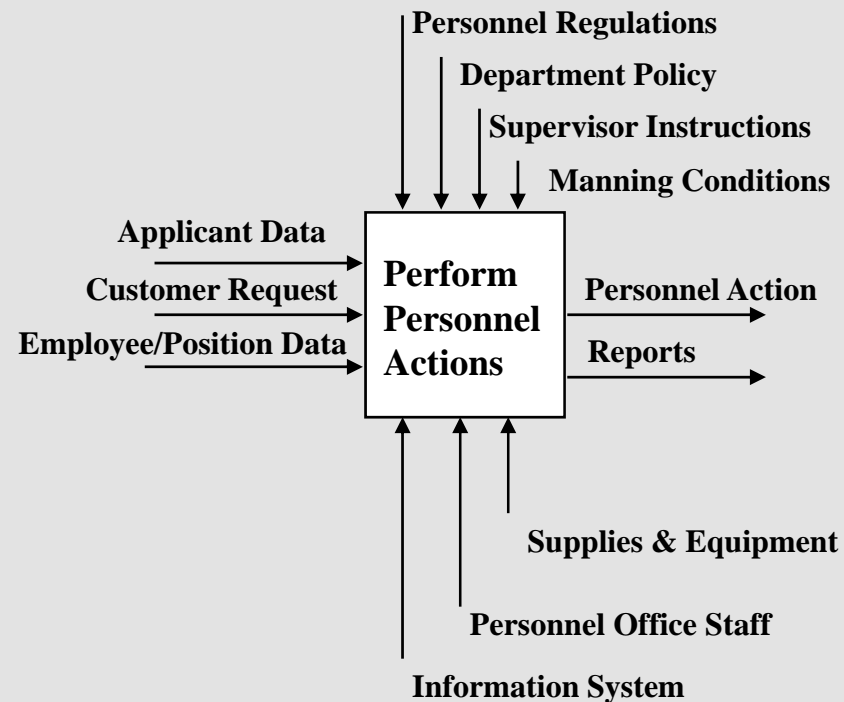 Personnel Regulations
Department Policy
Supervisor Instructions
Manning Conditions
Applicant Data
Customer Request
Employee/Position Data
Perform
Personnel
Actions
Personnel Action
Reports
Supplies & Equipment
Personnel Office Staff
Information System